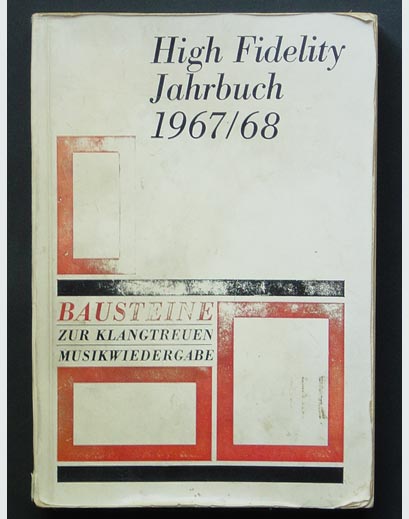 High Fidelity
Jahrbuch
1967/68
BAUSTEINE
ZUR KLANGTREUEN
MUSIKWIEDERGABE